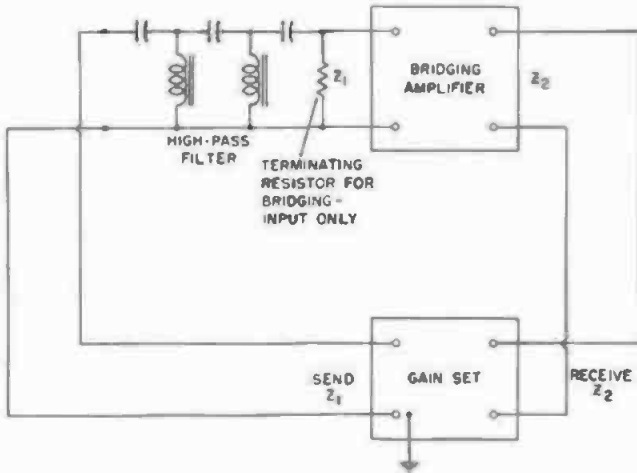 Z1
BRIDGING
AMPLIFIER
Z2
HIGH-PASS
FILTER
TERMINATING
RESISTOR FOR
BRIDGING-
INPUT ONLY
SEND
Z1
GAIN SET
RECEIVE
Z2